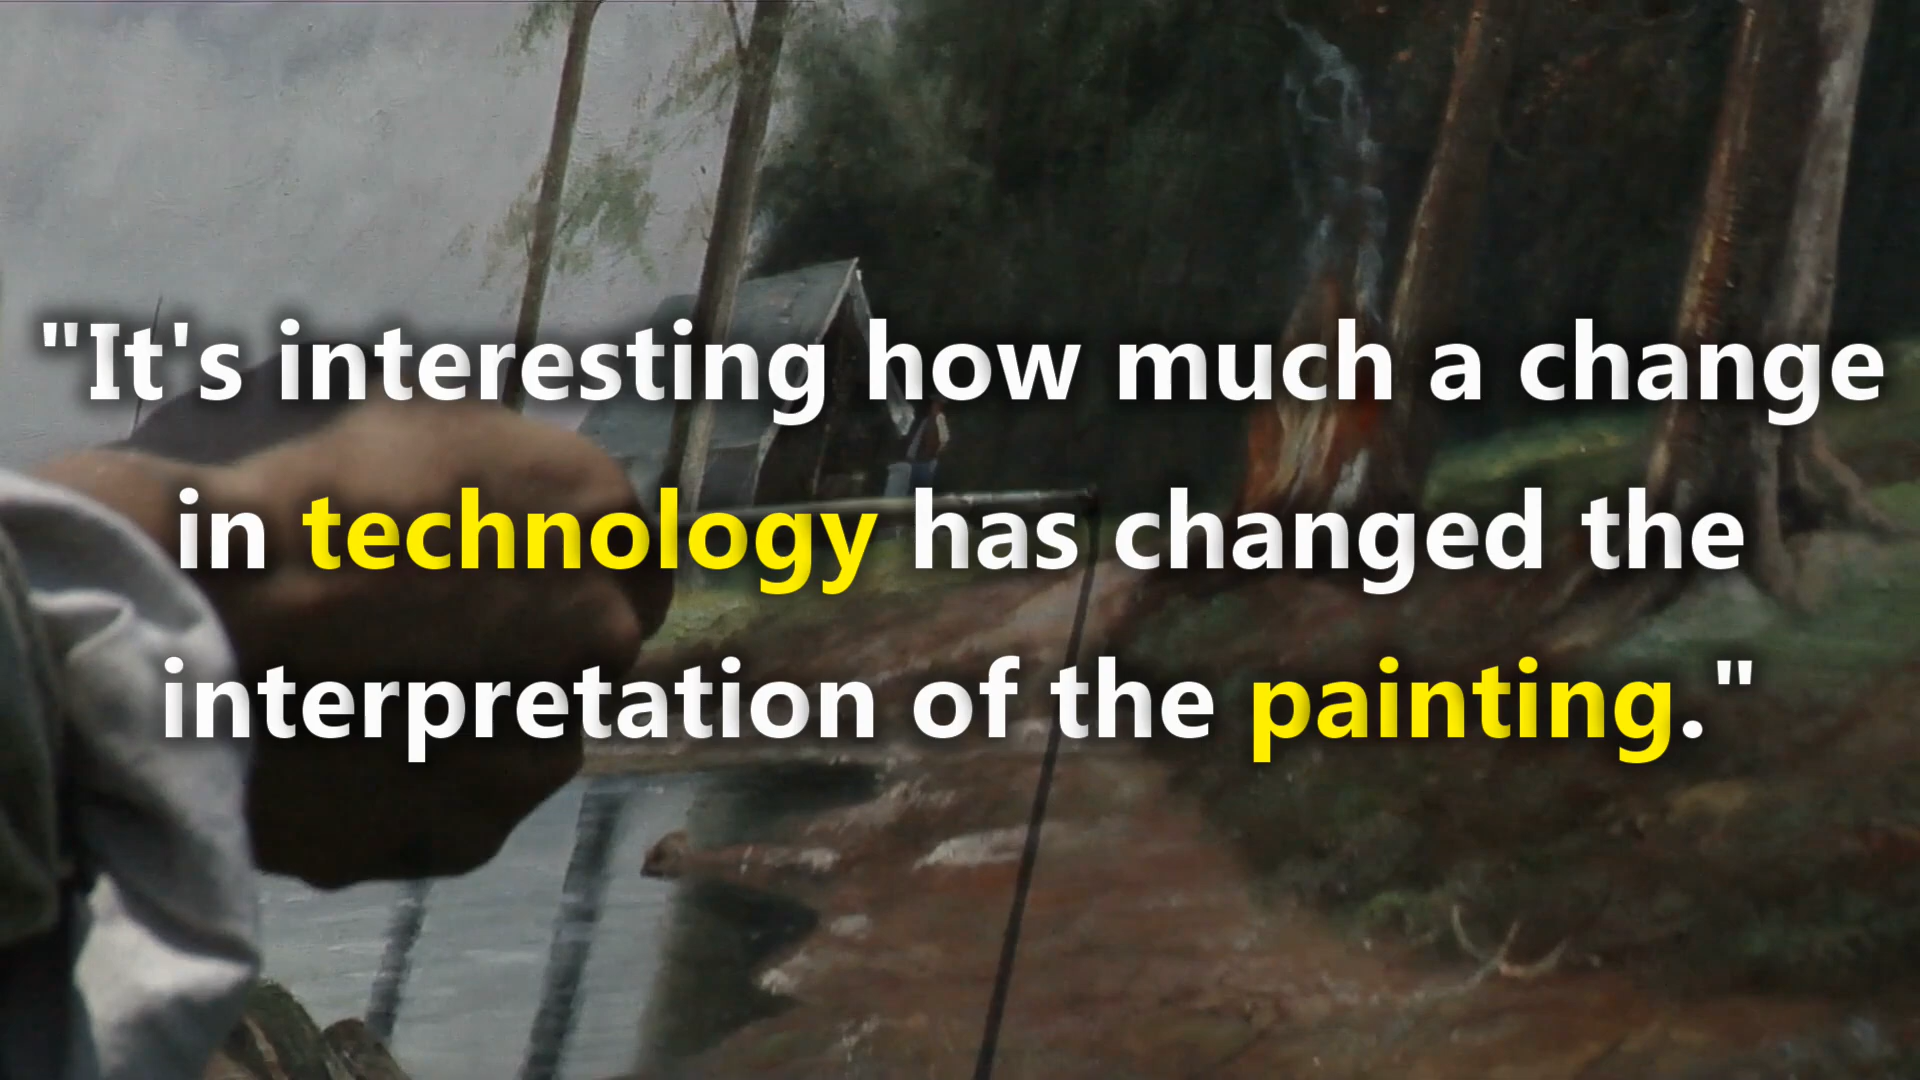 "It's interesting how much a change
in technology has changed the
interpretation of the painting."